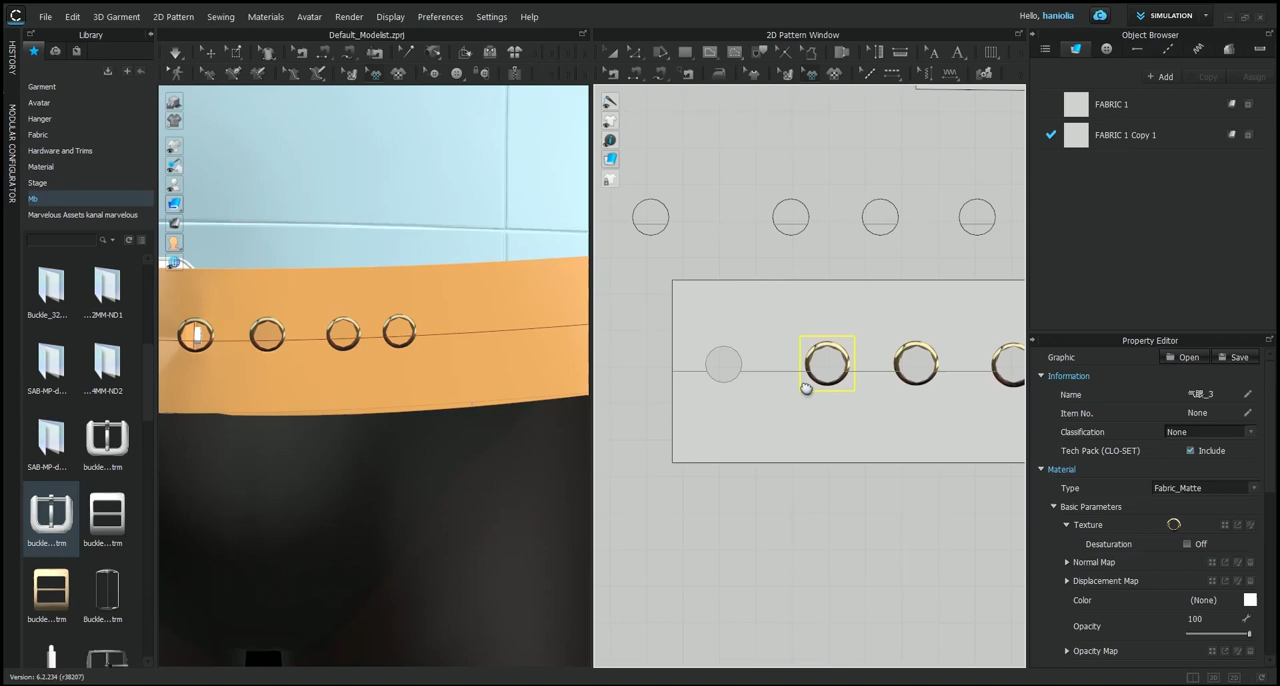 File Edit 3D Garment 2D Pattern Sewing Materials Avatar Render Display Preferences Settings Help
Hello, haniolia
SIMULATION
Library
Default_Modelist.zprj
2D Pattern Window
Object Browser
HISTORY
MODULAR CONFIGURATOR
Garment
Avatar
Hanger
Fabric
Hardware and Trims
Material
Stage
Mb
Marvelous Assets kanal marvelous
Buckle_32... ...2MM-ND1
SAB-MP-d... ...4MM-ND2
SAB-MP-d... buckle...trm
buckle...trm buckle...trm
buckle...trm buckle...trm
+ Add Copy Assign
FABRIC 1
FABRIC 1 Copy 1
Property Editor
Graphic Open Save
Information
Name 气眼_3
Item No. None
Classification None
Tech Pack (CLO-SET) Include
Material
Type Fabric_Matte
Basic Parameters
Texture
Desaturation Off
Normal Map
Displacement Map
Color (None)
Opacity 100
Opacity Map
Version: 6.2.234 (r38207)
3D 2D